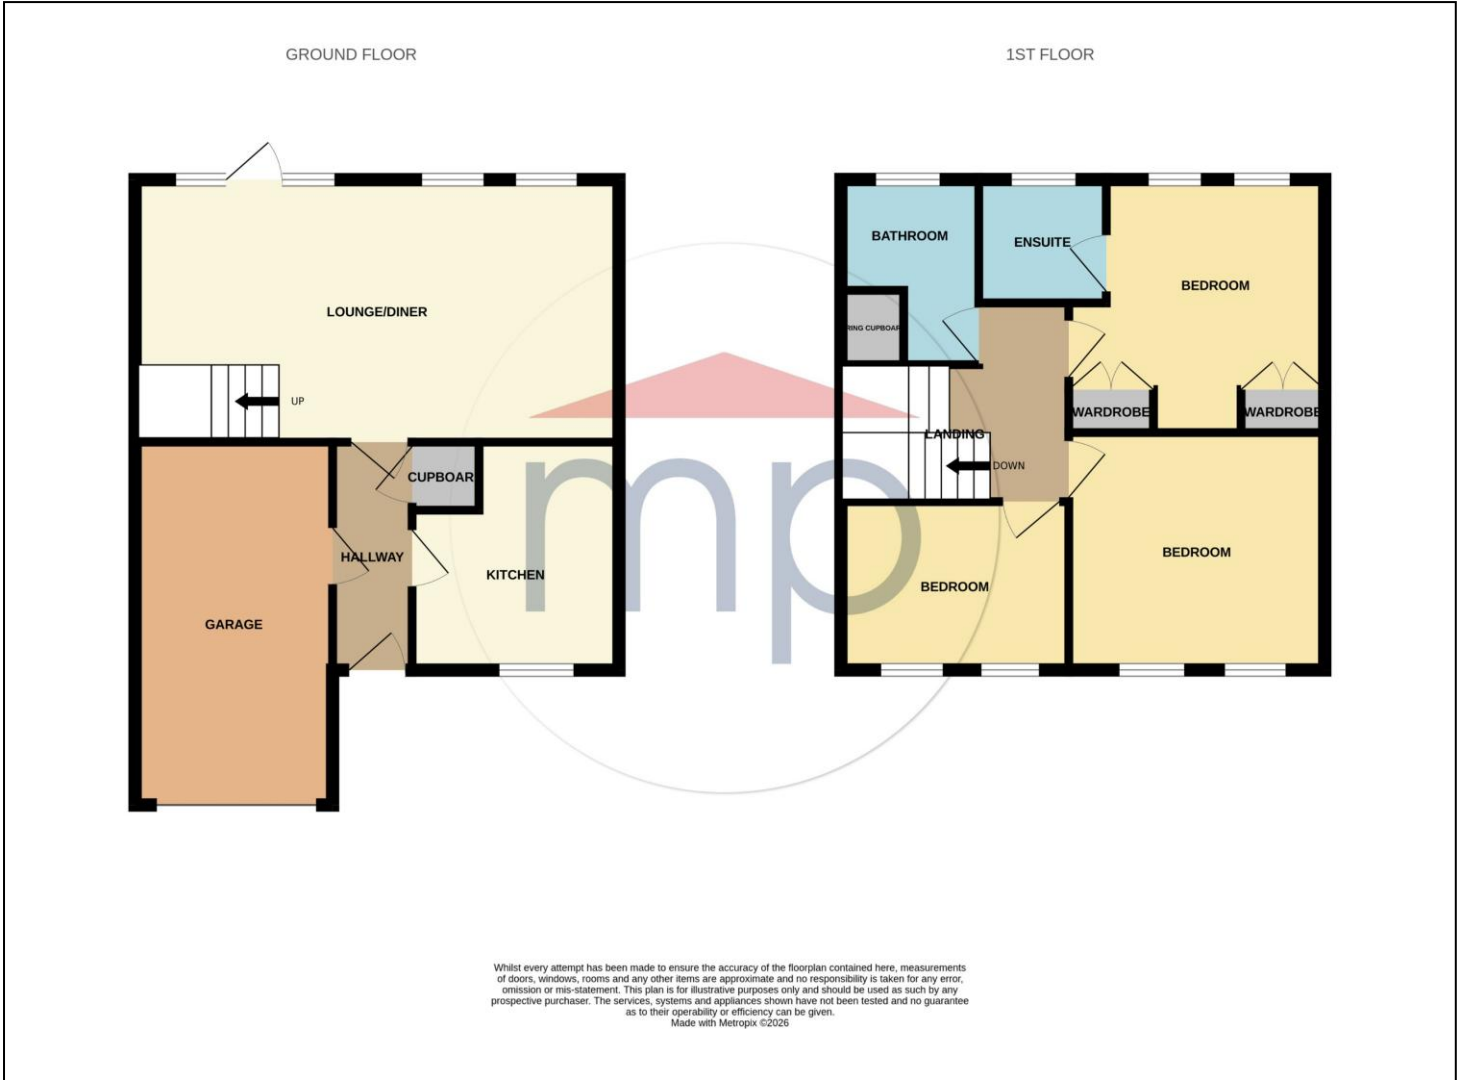 GROUND FLOOR
1ST FLOOR
LOUNGE/DINER
UP
CUPBOAR
HALLWAY
KITCHEN
GARAGE
BATHROOM
ENSUITE
BEDROOM
RING CUPBOAR
WARDROBE
WARDROBE
LANDING
DOWN
BEDROOM
BEDROOM
mp
Whilst every attempt has been made to ensure the accuracy of the floorplan contained here, measurements
of doors, windows, rooms and any other items are approximate and no responsibility is taken for any error,
omission or mis-statement. This plan is for illustrative purposes only and should be used as such by any
prospective purchaser. The services, systems and appliances shown have not been tested and no guarantee
as to their operability or efficiency can be given.
Made with Metropix ©2026